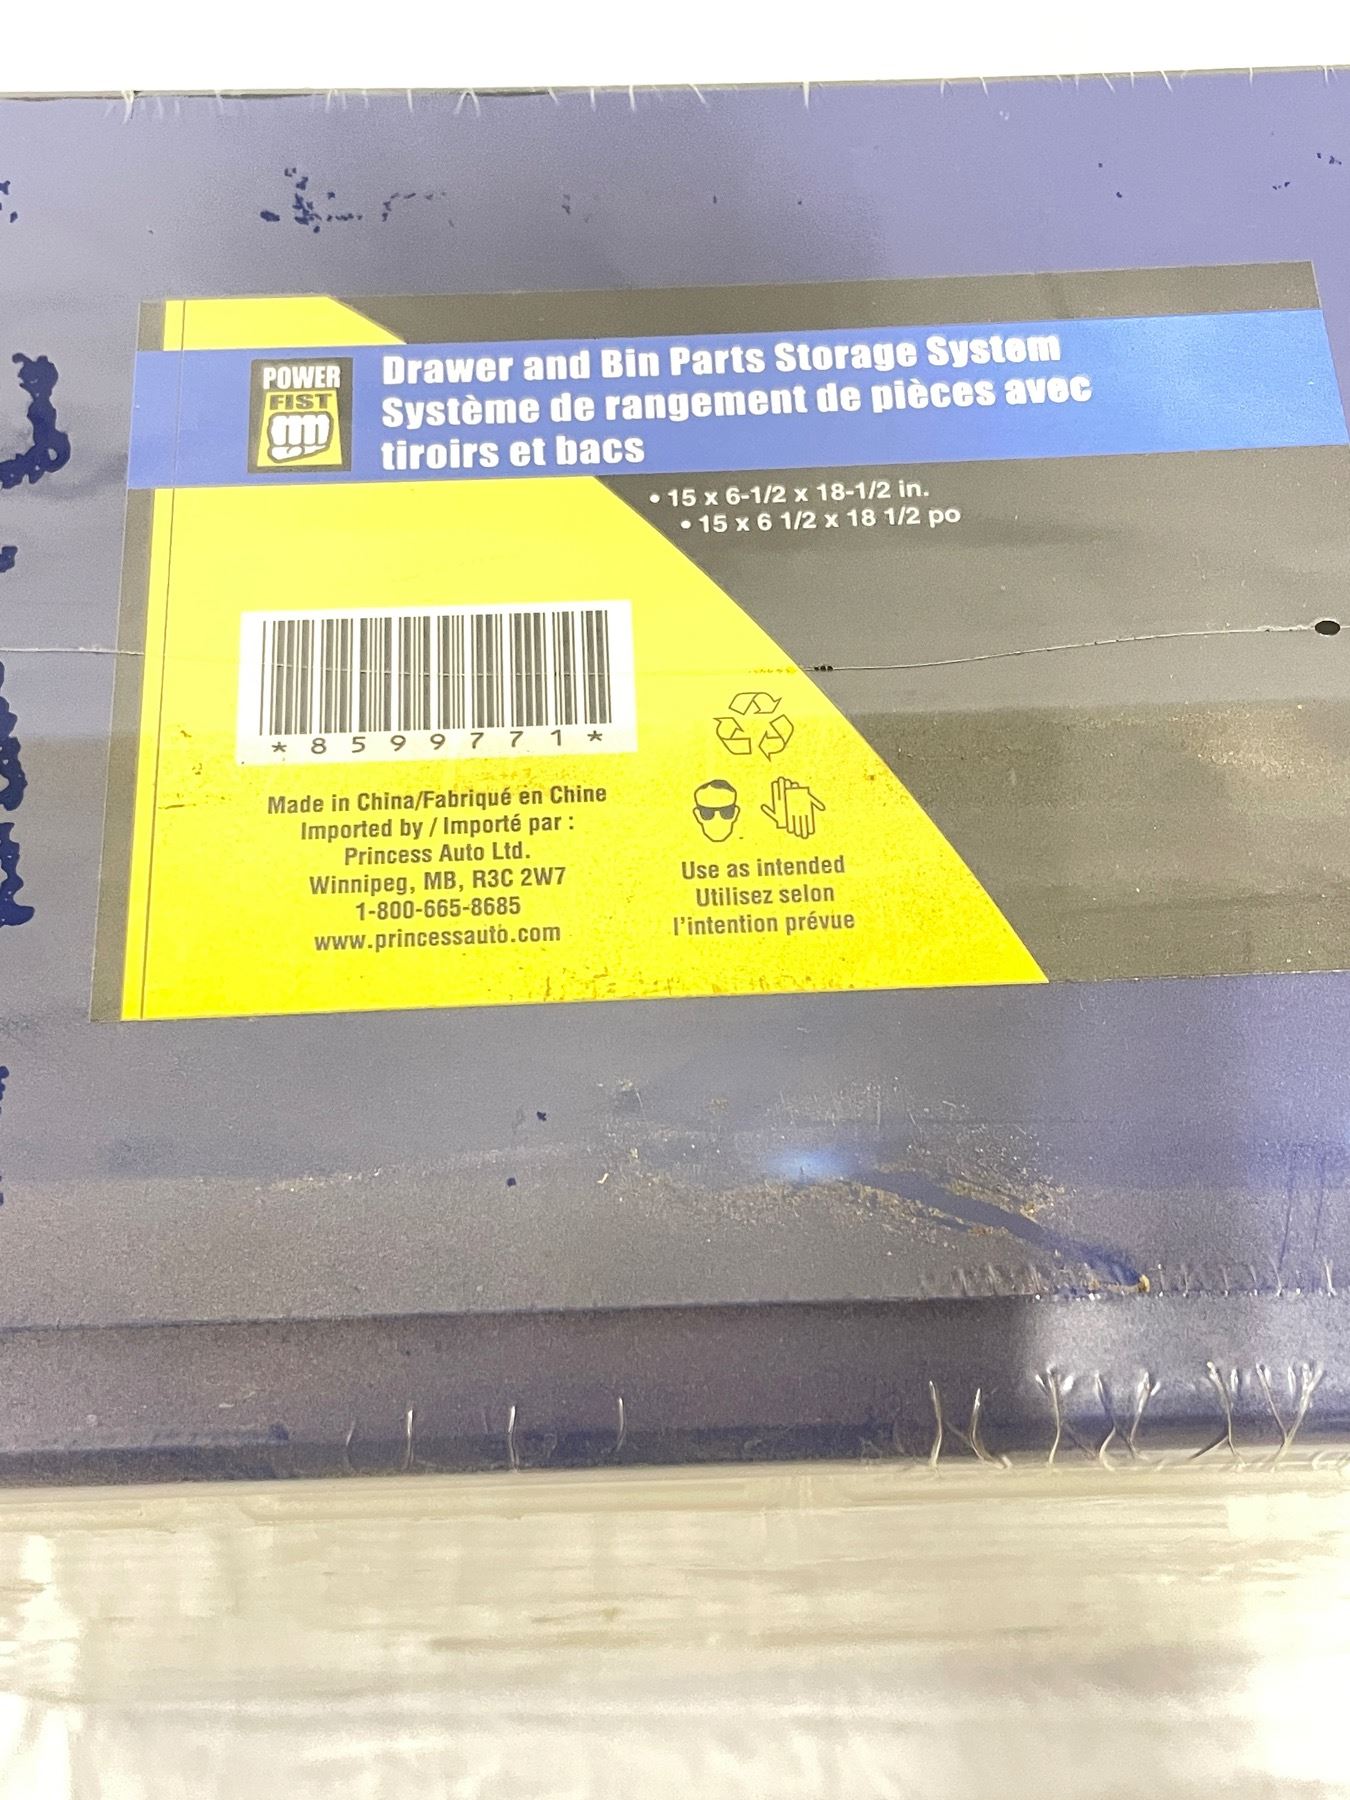 POWER
FIST
Drawer and Bin Parts Storage System
Système de rangement de pièces avec
tiroirs et bacs
• 15 x 6-1/2 x 18-1/2 in.
• 15 x 6 1/2 x 18 1/2 po
*8599771*
Made in China/Fabriqué en Chine
Imported by / Importé par :
Princess Auto Ltd.
Winnipeg, MB, R3C 2W7
1-800-665-8685
www.princessauto.com
Use as intended
Utilisez selon
l'intention prévue